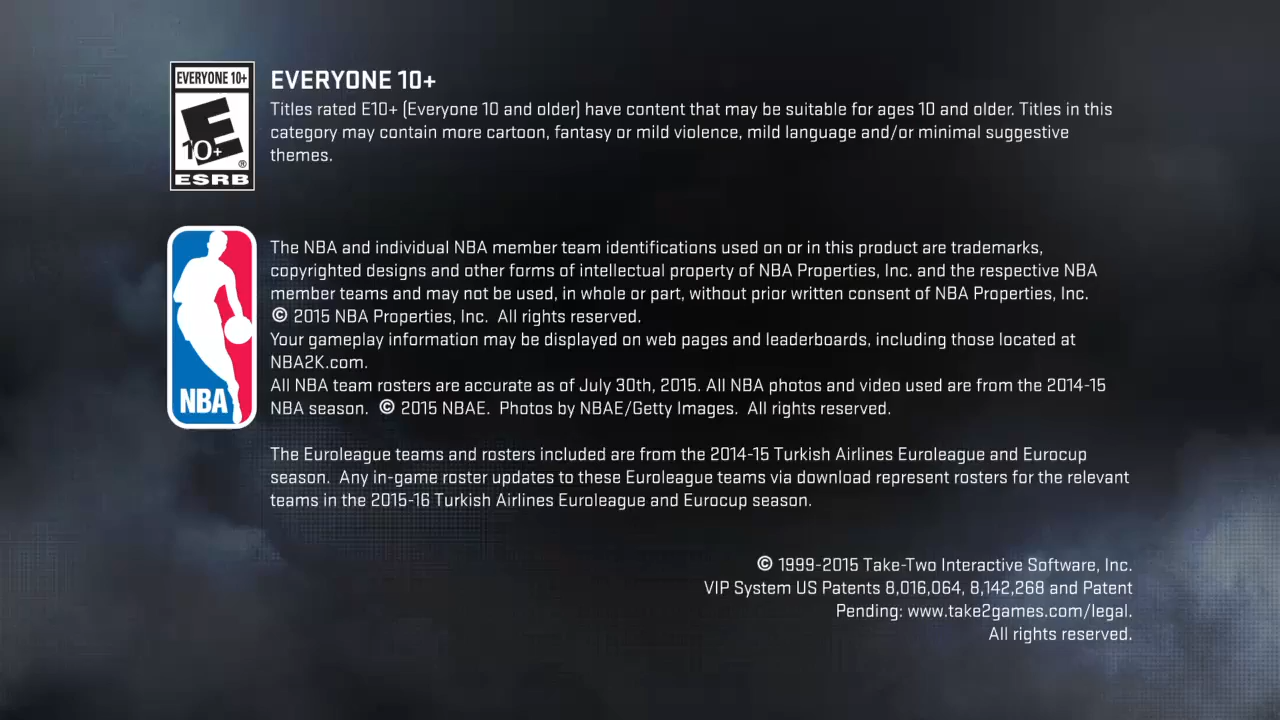 EVERYONE 10+
EVERYONE 10+
Titles rated E10+ (Everyone 10 and older) have content that may be suitable for ages 10 and older. Titles in this
category may contain more cartoon, fantasy or mild violence, mild language and/or minimal suggestive
themes.
E
10+
®
ESRB
The NBA and individual NBA member team identifications used on or in this product are trademarks,
copyrighted designs and other forms of intellectual property of NBA Properties, Inc. and the respective NBA
member teams and may not be used, in whole or part, without prior written consent of NBA Properties, Inc.
© 2015 NBA Properties, Inc. All rights reserved.
Your gameplay information may be displayed on web pages and leaderboards, including those located at
NBA2K.com.
All NBA team rosters are accurate as of July 30th, 2015. All NBA photos and video used are from the 2014-15
NBA season. © 2015 NBAE. Photos by NBAE/Getty Images. All rights reserved.
NBA
The Euroleague teams and rosters included are from the 2014-15 Turkish Airlines Euroleague and Eurocup
season. Any in-game roster updates to these Euroleague teams via download represent rosters for the relevant
teams in the 2015-16 Turkish Airlines Euroleague and Eurocup season.
© 1999-2015 Take-Two Interactive Software, Inc.
VIP System US Patents 8,016,064, 8,142,268 and Patent
Pending: www.take2games.com/legal.
All rights reserved.